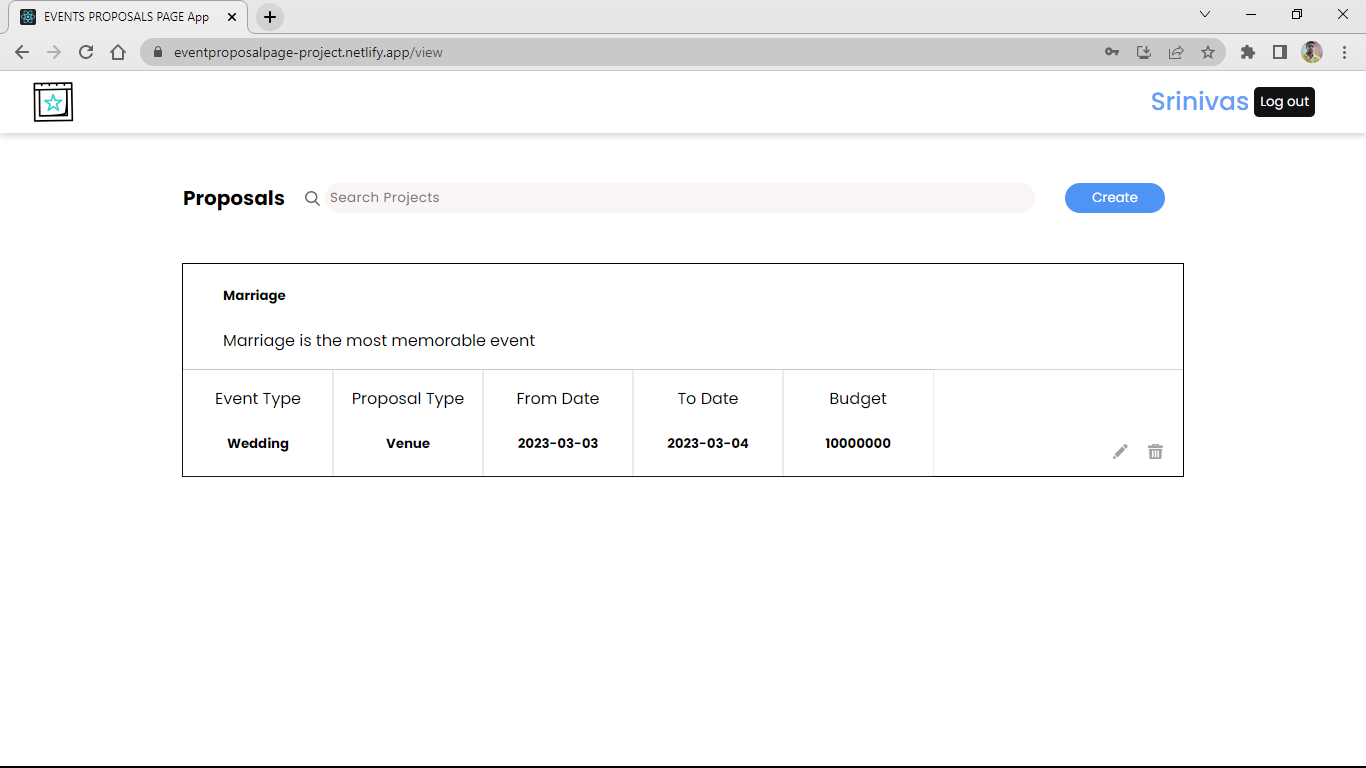 EVENTS PROPOSALS PAGE App
eventproposalpage-project.netlify.app/view
Srinivas Log out
Proposals Search Projects Create
Marriage
Marriage is the most memorable event
Event Type Proposal Type From Date To Date Budget
Wedding Venue 2023-03-03 2023-03-04 10000000